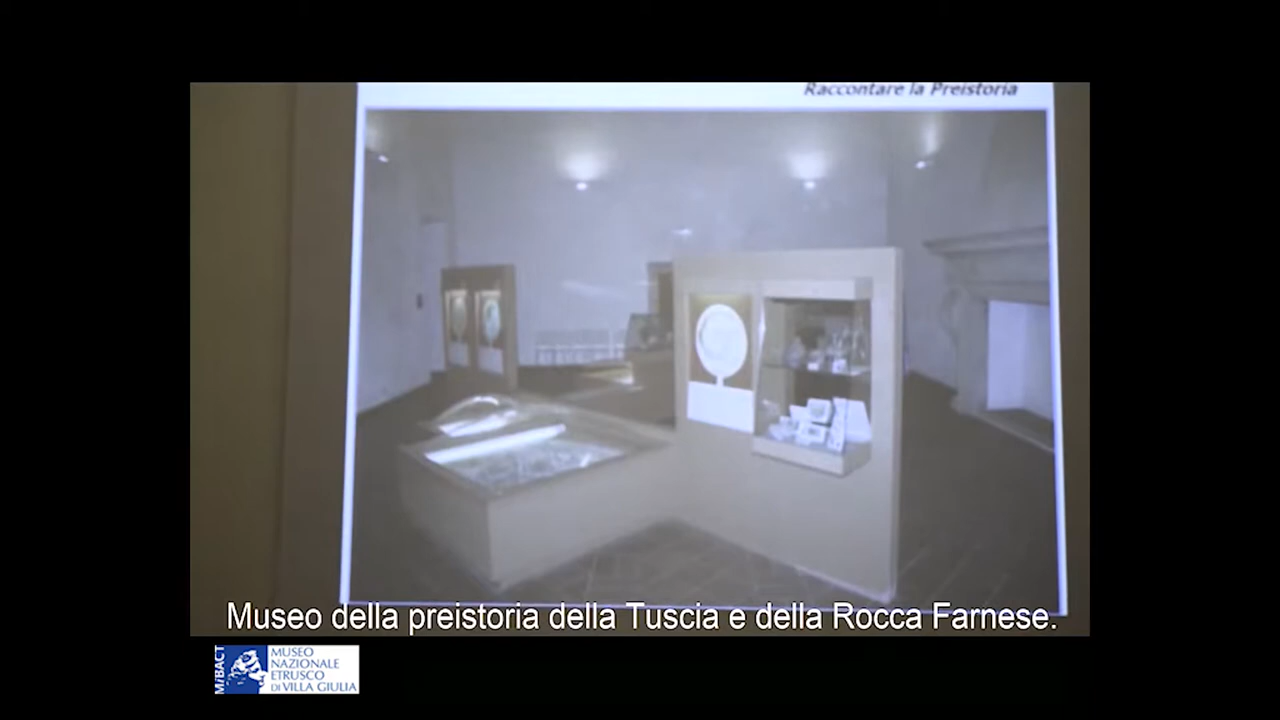 Raccontare la Preistoria
Museo della preistoria della Tuscia e della Rocca Farnese.
MiBACT
MUSEO
NAZIONALE
ETRUSCO
DI VILLA GIULIA